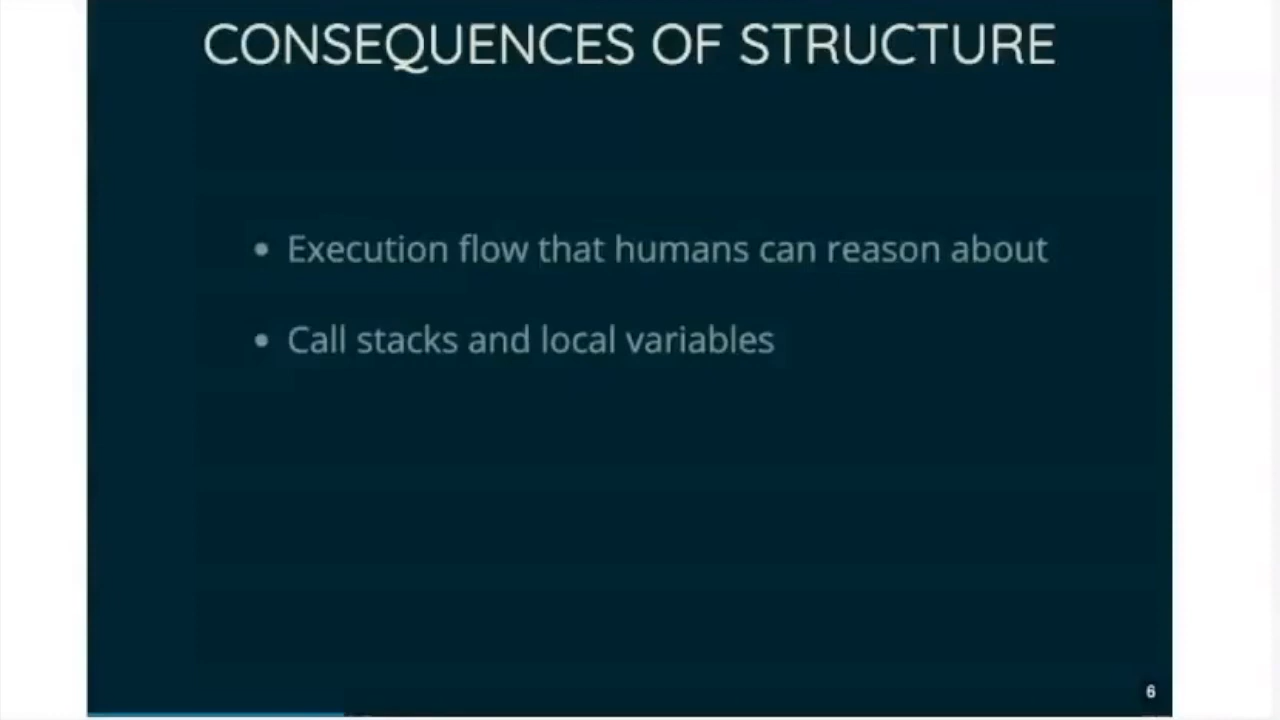 CONSEQUENCES OF STRUCTURE
• Execution flow that humans can reason about
• Call stacks and local variables
6